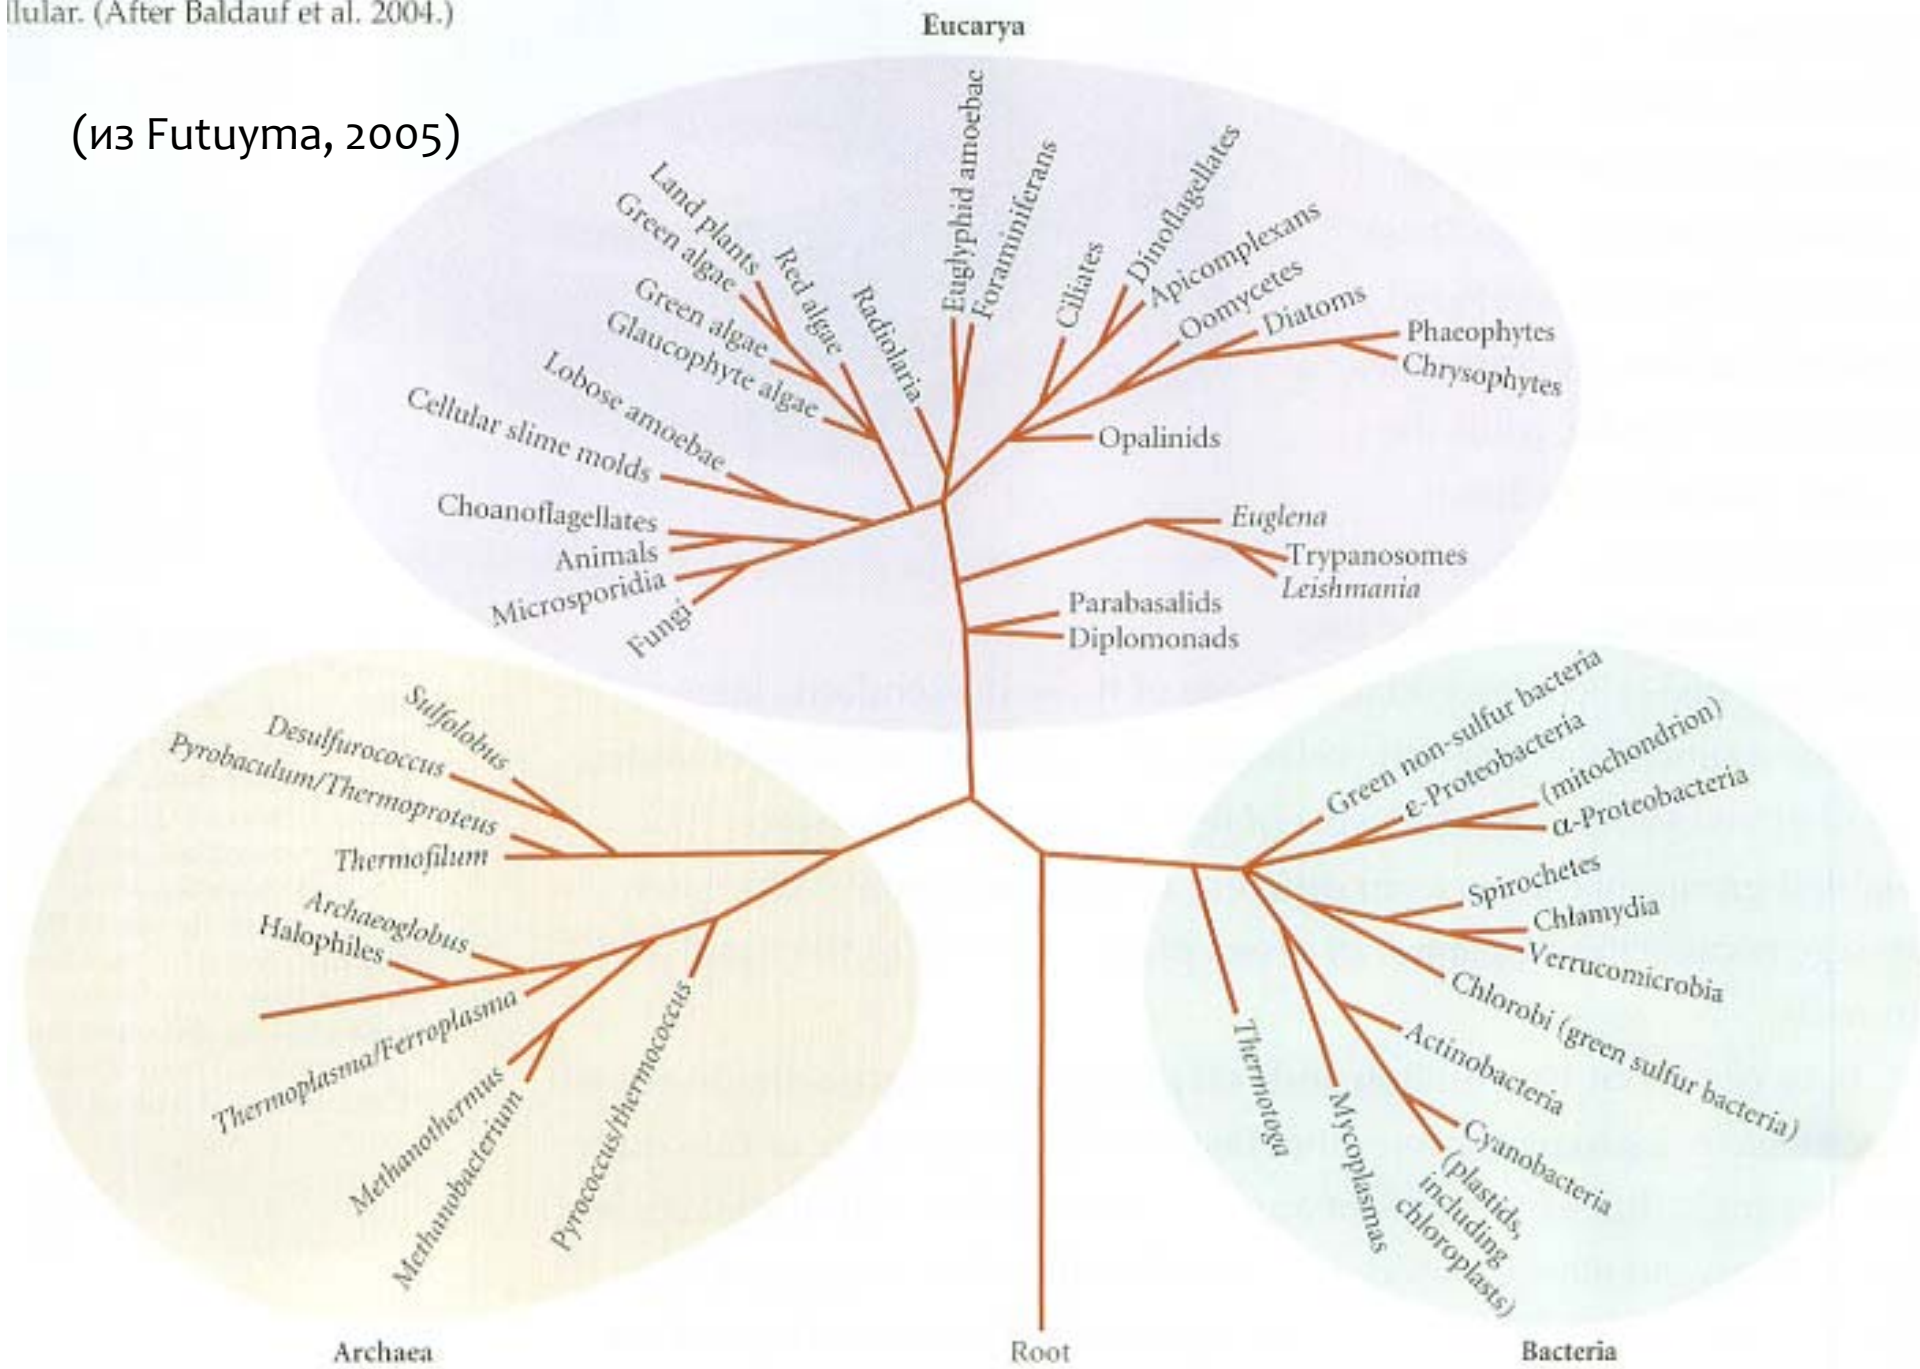 llular. (After Baldauf et al. 2004.)
(из Futuyma, 2005)
Eucarya
Land plants
Green algae
Green algae
Glaucophyte algae
Red algae
Radiolaria
Euglyphid amoebae
Foraminiferans
Ciliates
Dinoflagellates
Apicomplexans
Oomycetes
Diatoms
Phaeophytes
Chrysophytes
Opalinids
Lobose amoebae
Cellular slime molds
Choanoflagellates
Animals
Microsporidia
Fungi
Euglena
Trypanosomes
Leishmania
Parabasalids
Diplomonads
Sulfolobus
Desulfurococcus
Pyrobaculum/Thermoproteus
Thermofilum
Archaeoglobus
Halophiles
Thermoplasma/Ferroplasma
Methanothermus
Methanobacterium
Pyrococcus/thermococcus
Archaea
Root
Green non-sulfur bacteria
ε-Proteobacteria
(mitochondrion)
α-Proteobacteria
Spirochetes
Chlamydia
Verrucomicrobia
Chlorobi (green sulfur bacteria)
Actinobacteria
Cyanobacteria
(plastids,
including
chloroplasts)
Mycoplasmas
Thermotoga
Bacteria